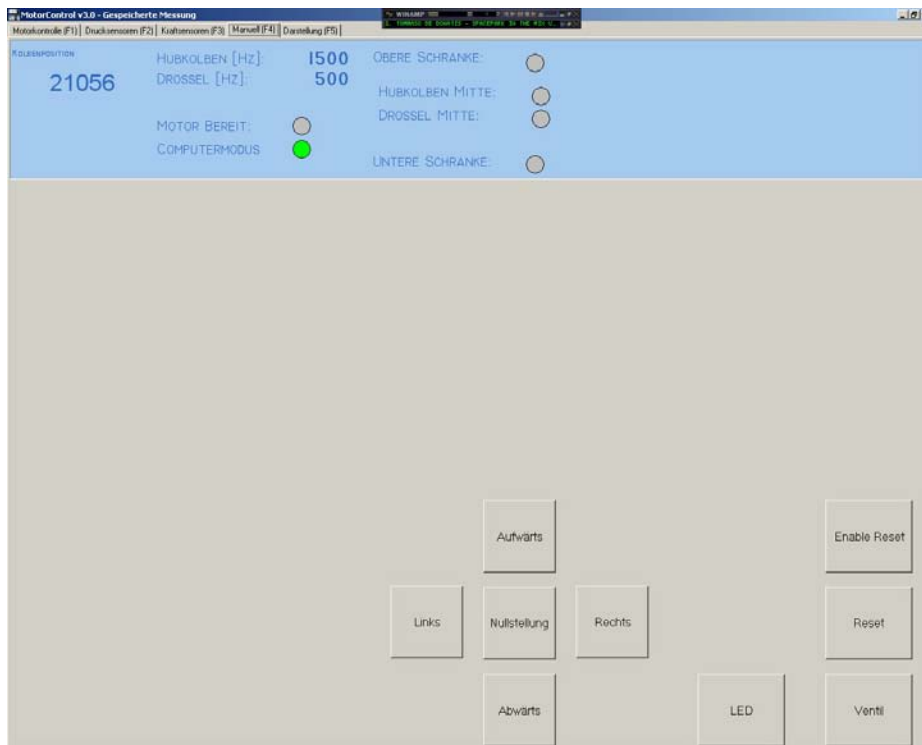 MotorControl v3.0 - Gespeicherte Messung
WINAMP
Motorkontrolle (F1) Drucksensoren (F2) Kraftsensoren (F3) Manuell (F4) Darstellung (F5)
KOLBENPOSITION
21056
HUBKOLBEN [HZ]: 1500
DROSSEL [HZ]: 500
MOTOR BEREIT:
COMPUTERMODUS
OBERE SCHRANKE:
HUBKOLBEN MITTE:
DROSSEL MITTE:
UNTERE SCHRANKE:
Aufwärts
Enable Reset
Links
Nullstellung
Rechts
Reset
Abwärts
LED
Ventil